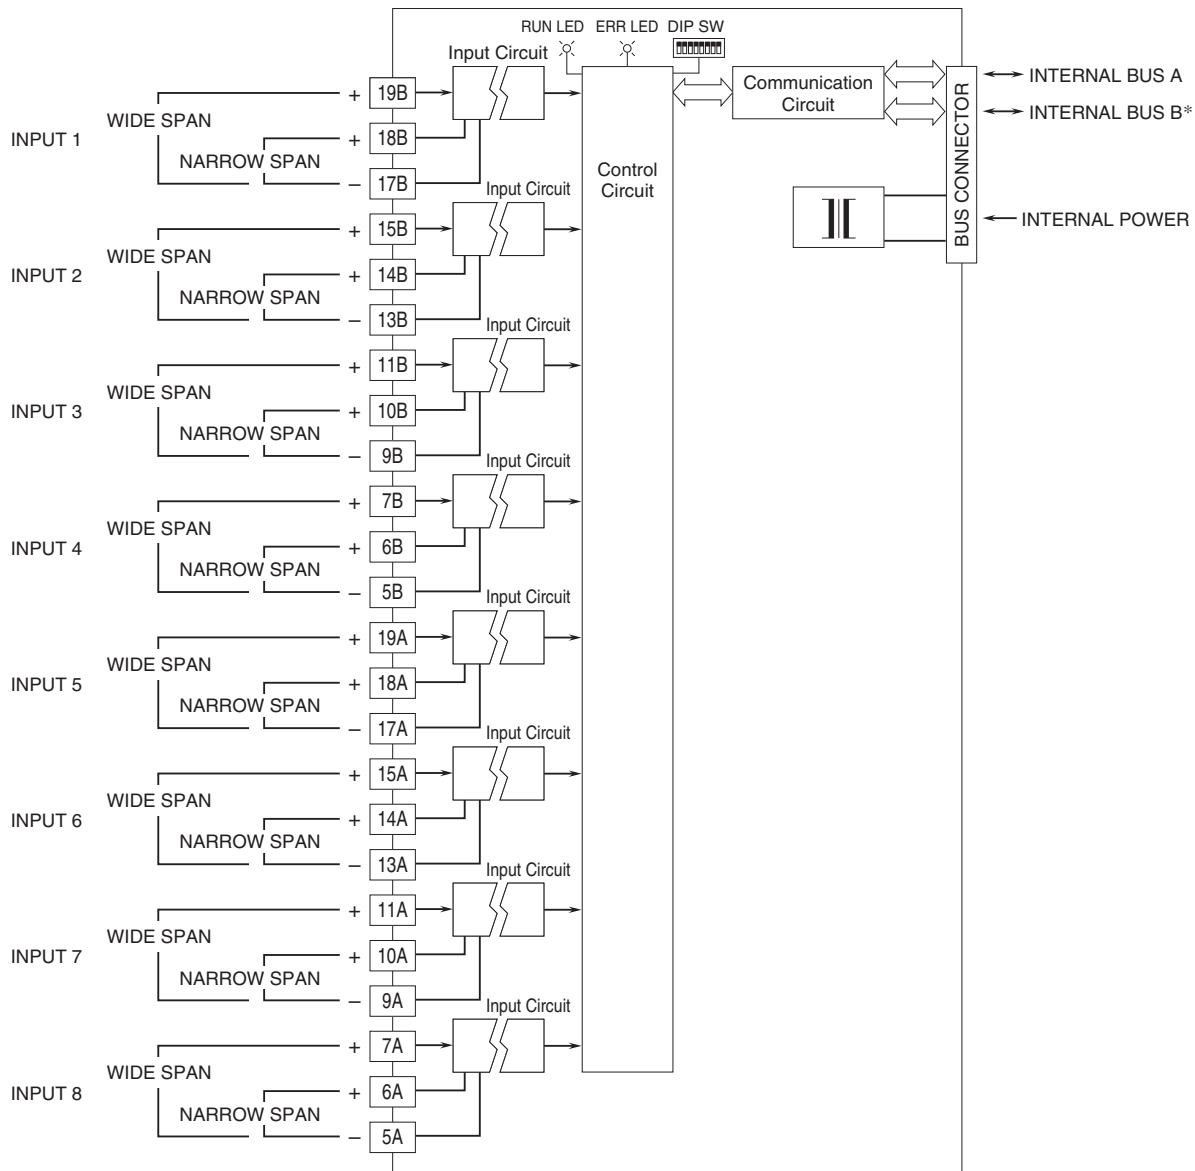 RUN LED ERR LED DIP SW
Input Circuit
Communication
Circuit
INTERNAL BUS A
INTERNAL BUS B*
BUS CONNECTOR
INTERNAL POWER
Control
Circuit
INPUT 1
WIDE SPAN
NARROW SPAN
+ 19B
+ 18B
– 17B
Input Circuit
INPUT 2
WIDE SPAN
NARROW SPAN
+ 15B
+ 14B
– 13B
Input Circuit
INPUT 3
WIDE SPAN
NARROW SPAN
+ 11B
+ 10B
– 9B
Input Circuit
INPUT 4
WIDE SPAN
NARROW SPAN
+ 7B
+ 6B
– 5B
Input Circuit
INPUT 5
WIDE SPAN
NARROW SPAN
+ 19A
+ 18A
– 17A
Input Circuit
INPUT 6
WIDE SPAN
NARROW SPAN
+ 15A
+ 14A
– 13A
Input Circuit
INPUT 7
WIDE SPAN
NARROW SPAN
+ 11A
+ 10A
– 9A
Input Circuit
INPUT 8
WIDE SPAN
NARROW SPAN
+ 7A
+ 6A
– 5A